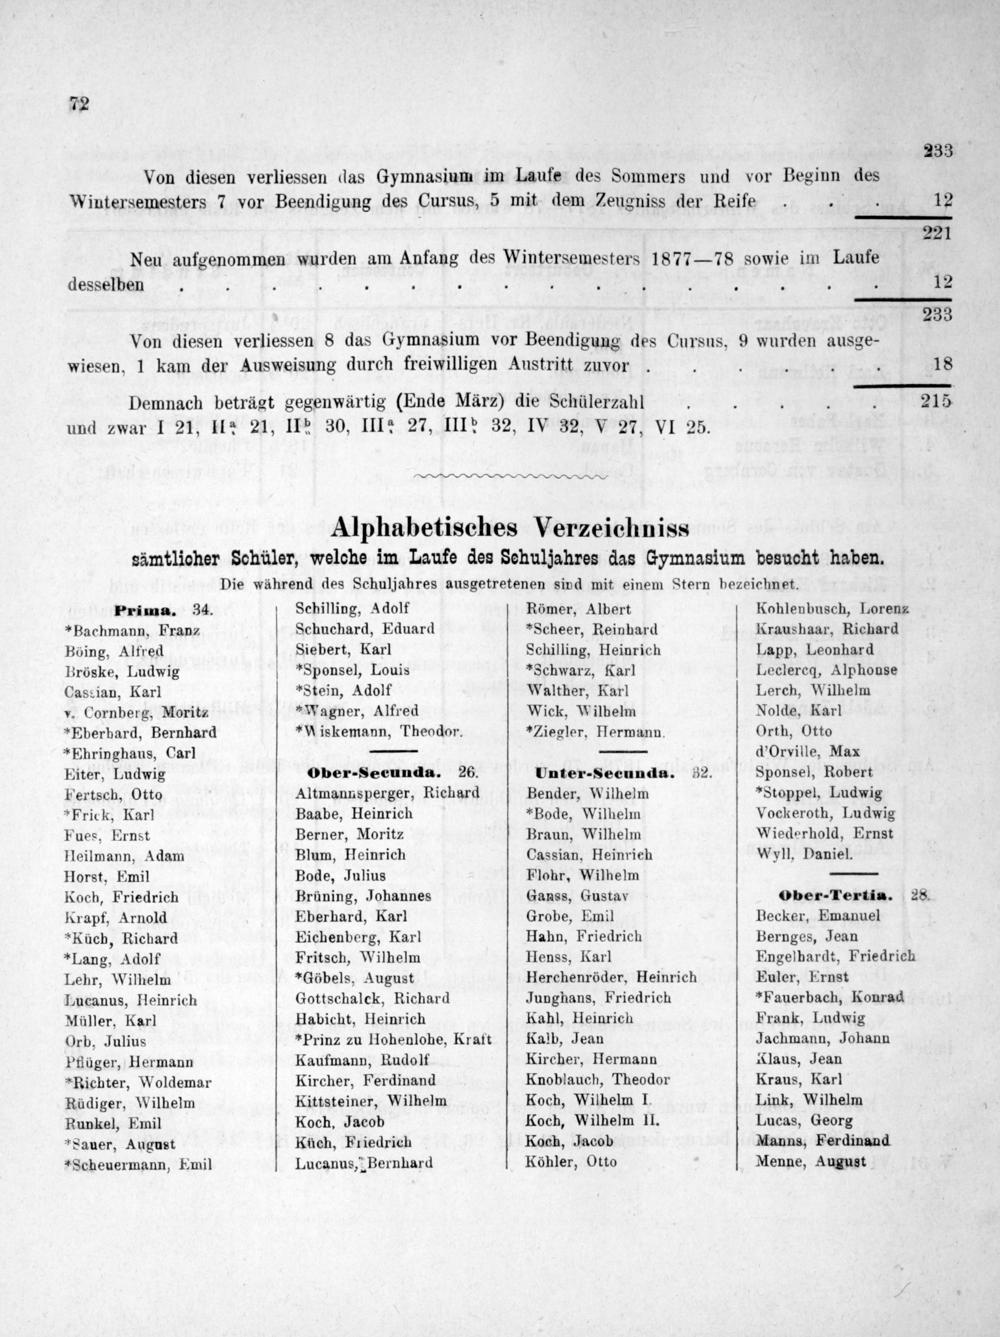 72
233
Von diesen verliessen das Gymnasium im Laufe des Sommers und vor Beginn des
Wintersemesters 7 vor Beendigung des Cursus, 5 mit dem Zeugniss der Reife . . . 12
221
Neu aufgenommen wurden am Anfang des Wintersemesters 1877—78 sowie im Laufe
desselben . . . . . . . . . . . . . . . . 12
233
Von diesen verliessen 8 das Gymnasium vor Beendigung des Cursus, 9 wurden ausge-
wiesen, 1 kam der Ausweisung durch freiwilligen Austritt zuvor . . . . . . 18
Demnach beträgt gegenwärtig (Ende März) die Schülerzahl . . . . . 215
und zwar I 21, IIa 21, IIb 30, IIIa 27, IIIb 32, IV 32, V 27, VI 25.
Alphabetisches Verzeichniss
sämtlicher Schüler, welche im Laufe des Schuljahres das Gymnasium besucht haben.
Die während des Schuljahres ausgetretenen sind mit einem Stern bezeichnet.
Prima. 34.
*Bachmann, Franz
Böing, Alfred
Bröske, Ludwig
Cassian, Karl
v. Cornberg, Moritz
*Eberhard, Bernhard
*Ehringhaus, Carl
Eiter, Ludwig
Fertsch, Otto
*Frick, Karl
Fues, Ernst
Heilmann, Adam
Horst, Emil
Koch, Friedrich
Krapf, Arnold
*Küch, Richard
*Lang, Adolf
Lehr, Wilhelm
Lucanus, Heinrich
Müller, Karl
Orb, Julius
Pflüger, Hermann
*Richter, Woldemar
Rüdiger, Wilhelm
Runkel, Emil
*Sauer, August
*Scheuermann, Emil
Schilling, Adolf
Schuchard, Eduard
Siebert, Karl
*Sponsel, Louis
*Stein, Adolf
*Wagner, Alfred
*Wiskemann, Theodor.
Ober-Secunda. 26.
Altmannsperger, Richard
Baabe, Heinrich
Berner, Moritz
Blum, Heinrich
Bode, Julius
Brüning, Johannes
Eberhard, Karl
Eichenberg, Karl
Fritsch, Wilhelm
*Göbels, August
Gottschalck, Richard
Habicht, Heinrich
*Prinz zu Hohenlohe, Kraft
Kaufmann, Rudolf
Kircher, Ferdinand
Kittsteiner, Wilhelm
Koch, Jacob
Küch, Friedrich
Lucanus, Bernhard
Römer, Albert
*Scheer, Reinhard
Schilling, Heinrich
*Schwarz, Karl
Walther, Karl
Wick, Wilhelm
*Ziegler, Hermann.
Unter-Secunda. 32.
Bender, Wilhelm
*Bode, Wilhelm
Braun, Wilhelm
Cassian, Heinrich
Flohr, Wilhelm
Ganss, Gustav
Grobe, Emil
Hahn, Friedrich
Henss, Karl
Herchenröder, Heinrich
Junghans, Friedrich
Kahl, Heinrich
Kalb, Jean
Kircher, Hermann
Knoblauch, Theodor
Koch, Wilhelm I.
Koch, Wilhelm II.
Koch, Jacob
Köhler, Otto
Kohlenbusch, Lorenz
Kraushaar, Richard
Lapp, Leonhard
Leclercq, Alphonse
Lerch, Wilhelm
Nolde, Karl
Orth, Otto
d'Orville, Max
Sponsel, Robert
*Stoppel, Ludwig
Vockeroth, Ludwig
Wiederhold, Ernst
Wyll, Daniel.
Ober-Tertia. 28.
Becker, Emanuel
Bernges, Jean
Engelhardt, Friedrich
Euler, Ernst
*Fauerbach, Konrad
Frank, Ludwig
Jachmann, Johann
Klaus, Jean
Kraus, Karl
Link, Wilhelm
Lucas, Georg
Manns, Ferdinand
Menne, August